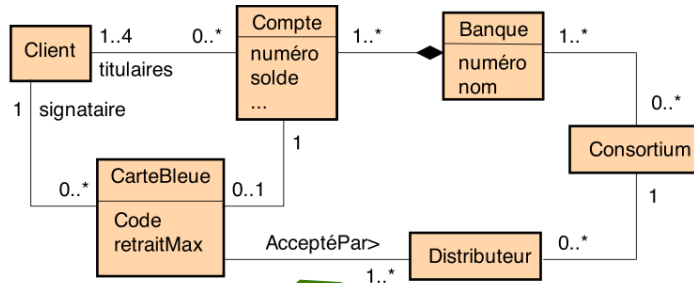 Client
1..4
0..*
titulaires
Compte
numéro
solde
...
1..*
Banque
numéro
nom
1..*
0..*
Consortium
1
1
signataire
0..*
CarteBleue
Code
retraitMax
0..1
1
AcceptéPar>
1..*
Distributeur
0..*